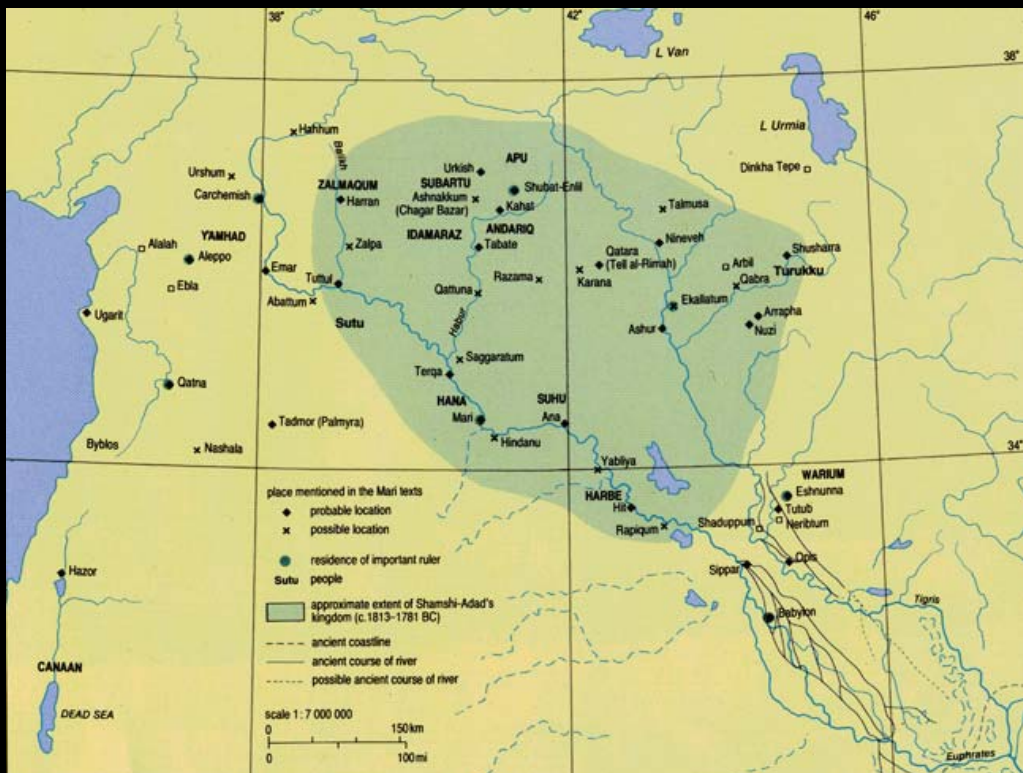 38°
42°
46°
L Van
38°
L Urmia
Hahhum
Balikh
Urkish
APU
Dinkha Tepe
Urshum
Carchemish
ZALMAQUM
Harran
SUBARTU
Ashnakkum
(Chagar Bazar)
Shubat-Enlil
Kahat
Talmusa
YAMHAD
Alalah
Aleppo
Zalpa
IDAMARAZ
ANDARIQ
Tabate
Nineveh
Shusharra
Emar
Tuttul
Qatara
(Tell al-Rimah)
Arbil
Turukku
Ebla
Abattum
Razama
Karana
Qabra
Qattuna
Ekallatum
Ugarit
Sutu
Habur
Ashur
Arrapha
Nuzi
Saggaratum
Terqa
Qatna
HANA
SUHU
Tadmor (Palmyra)
Mari
Ana
Byblos
Nashala
Hindanu
34°
Yabliya
WARIUM
place mentioned in the Mari texts
probable location
possible location
residence of important ruler
Sutu people
approximate extent of Shamshi-Adad's
kingdom (c.1813–1781 BC)
ancient coastline
ancient course of river
possible ancient course of river
HARBE
Hit
Rapiqum
Eshnunna
Tutub
Shaduppum
Neribtum
Hazor
Sippar
Opis
Tigris
Babylon
CANAAN
DEAD SEA
scale 1:7 000 000
0 150km
0 100mi
Euphrates